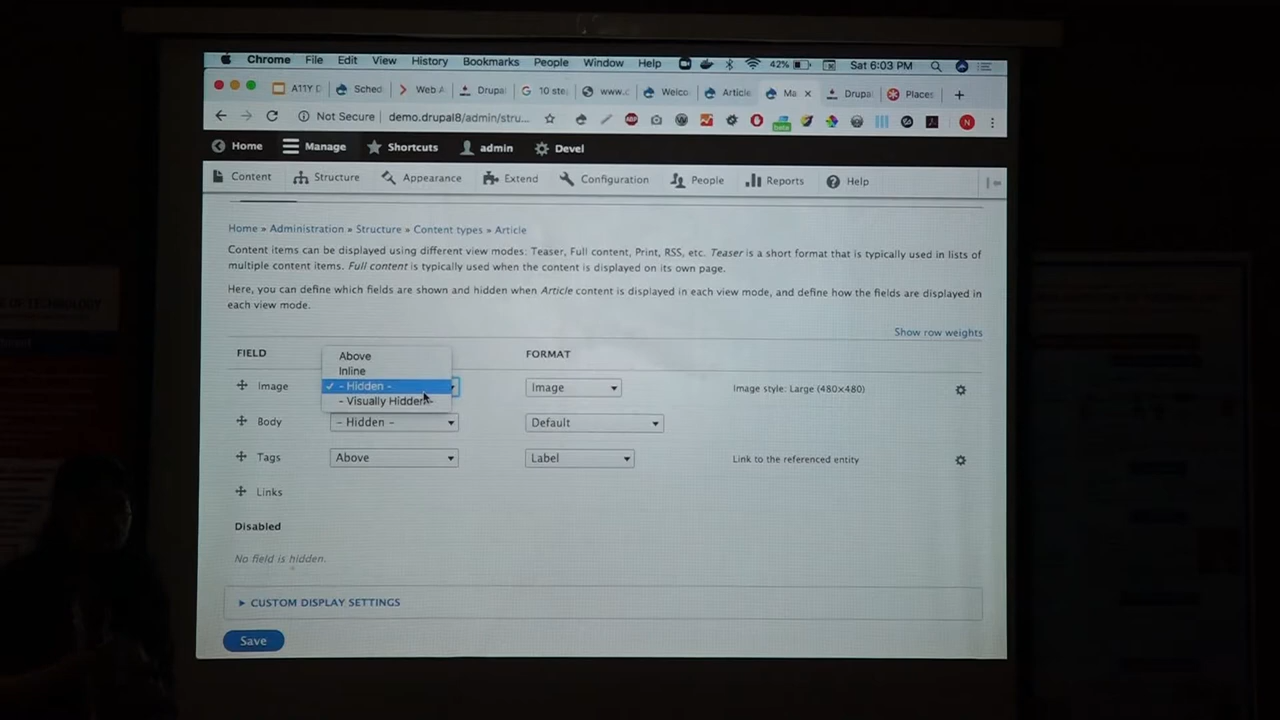 Chrome File Edit View History Bookmarks People Window Help 42% Sat 6:03 PM
A11Y D Sched Web A Drupal 10 ste www.c Welco Article Ma × Drupal Places +
Not Secure demo.drupal8/admin/stru... N
Home Manage Shortcuts admin Devel
Content Structure Appearance Extend Configuration People Reports Help
Home » Administration » Structure » Content types » Article
Content items can be displayed using different view modes: Teaser, Full content, Print, RSS, etc. Teaser is a short format that is typically used in lists of
multiple content items. Full content is typically used when the content is displayed on its own page.
Here, you can define which fields are shown and hidden when Article content is displayed in each view mode, and define how the fields are displayed in
each view mode.
Show row weights
FIELD FORMAT
Above
Inline
Image ✓ - Hidden - Image Image style: Large (480×480)
- Visually Hidden -
Body - Hidden - Default
Tags Above Label Link to the referenced entity
Links
Disabled
No field is hidden.
CUSTOM DISPLAY SETTINGS
Save
OF TECHNOLOGY